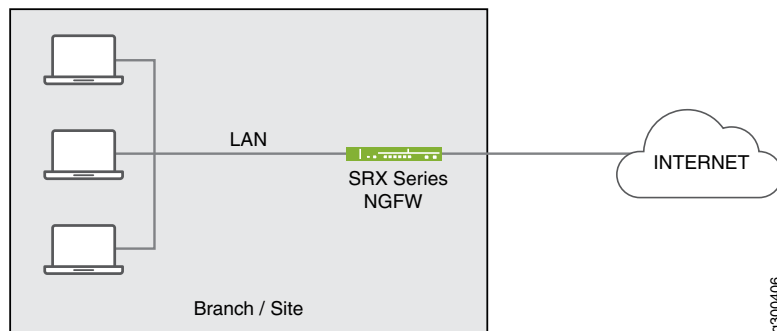 LAN
SRX Series
NGFW
INTERNET
Branch / Site
g300406